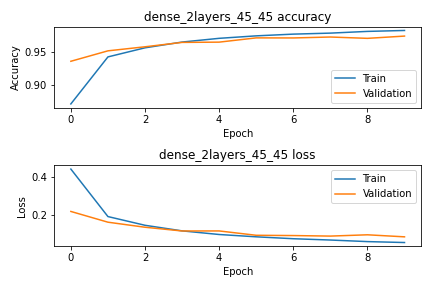 dense_2layers_45_45 accuracy
Accuracy
0.95
0.90
Train
Validation
0 2 4 6 8
Epoch
dense_2layers_45_45 loss
Loss
0.4
0.2
Train
Validation
0 2 4 6 8
Epoch